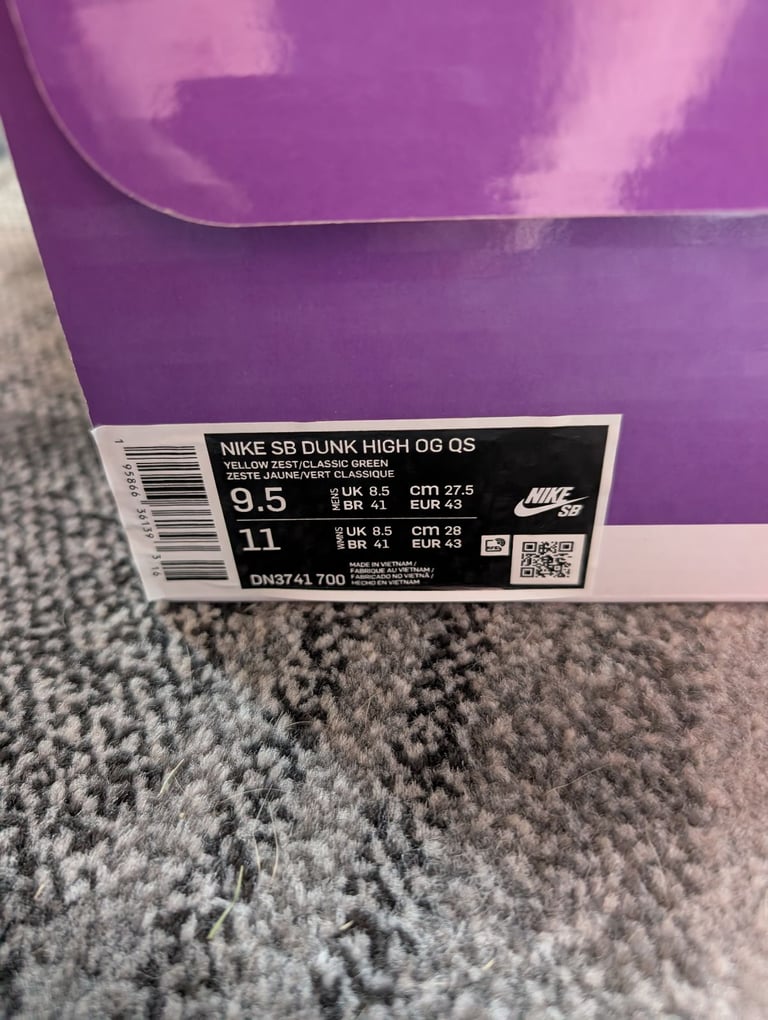 NIKE SB DUNK HIGH OG QS
YELLOW ZEST/CLASSIC GREEN
ZESTE JAUNE/VERT CLASSIQUE
9.5 MENS UK 8.5 cm 27.5
BR 41 EUR 43
11 WMNS UK 8.5 cm 28
BR 41 EUR 43
DN3741 700
MADE IN VIETNAM /
FABRIQUE AU VIETNAM /
FABRICADO NO VIETNÃ /
HECHO EN VIETNAM
NIKE
SB
1 95866 36139 3 16